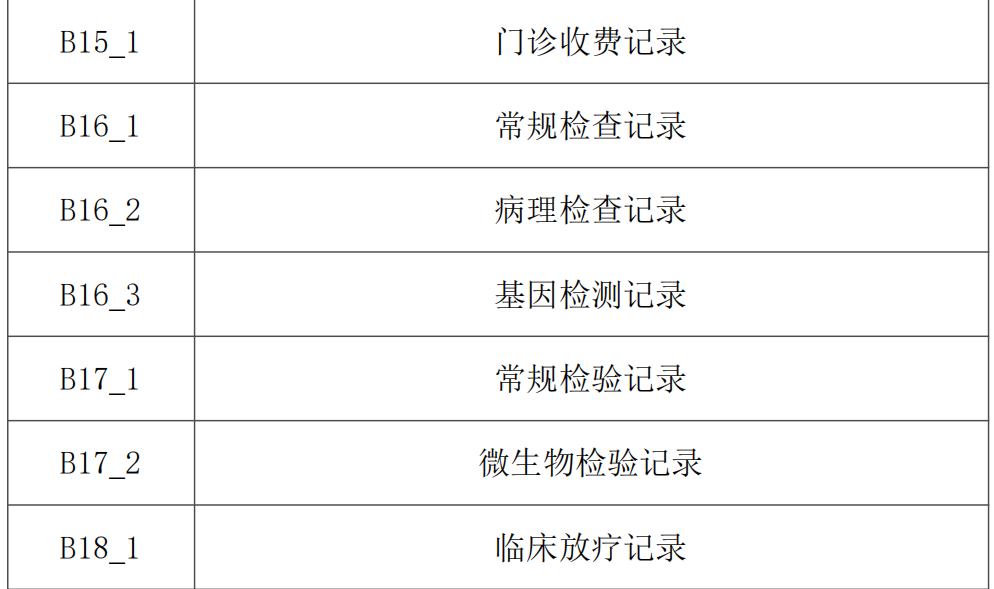 B15_1 门诊收费记录
B16_1 常规检查记录
B16_2 病理检查记录
B16_3 基因检测记录
B17_1 常规检验记录
B17_2 微生物检验记录
B18_1 临床放疗记录